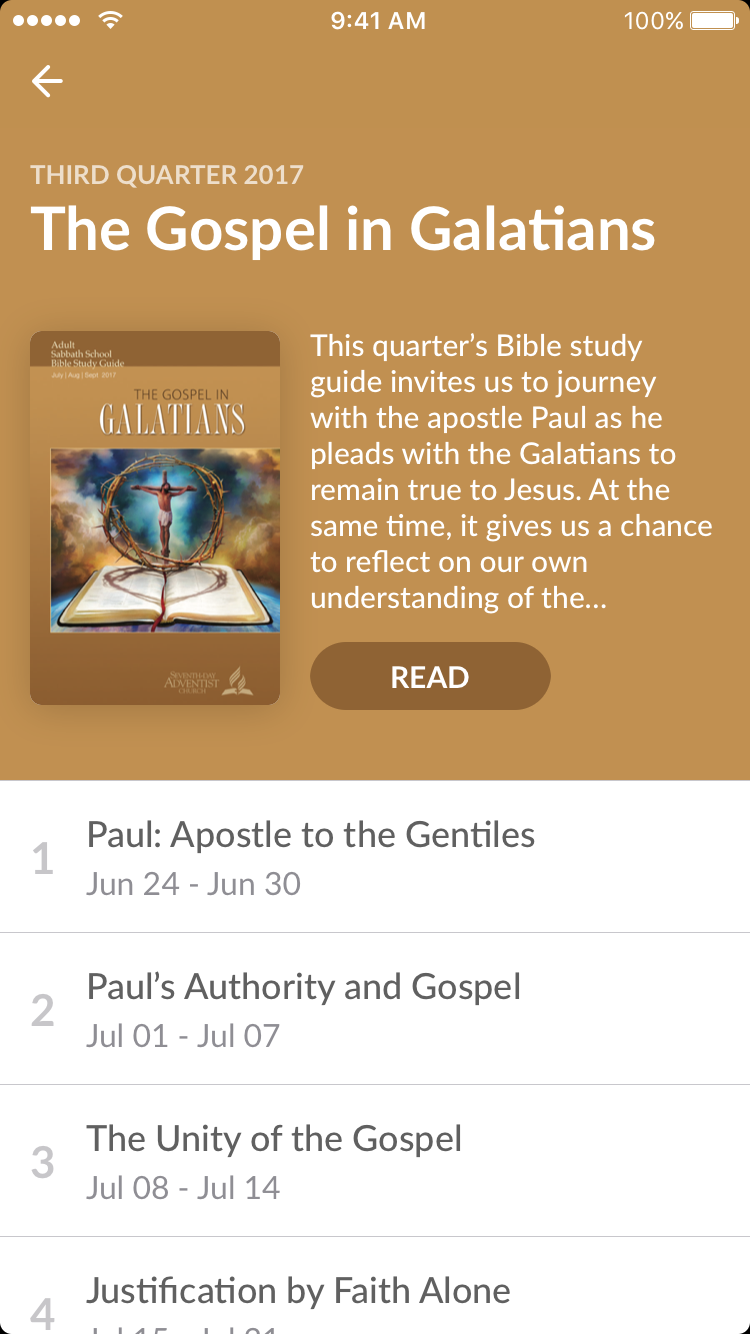 9:41 AM
100%
THIRD QUARTER 2017
The Gospel in Galatians
Adult
Sabbath School
Bible Study Guide
July | Aug | Sept 2017
THE GOSPEL IN
GALATIANS
SEVENTH-DAY
ADVENTIST
CHURCH
This quarter’s Bible study
guide invites us to journey
with the apostle Paul as he
pleads with the Galatians to
remain true to Jesus. At the
same time, it gives us a chance
to reflect on our own
understanding of the...
READ
1
Paul: Apostle to the Gentiles
Jun 24 - Jun 30
2
Paul’s Authority and Gospel
Jul 01 - Jul 07
3
The Unity of the Gospel
Jul 08 - Jul 14
4
Justification by Faith Alone
Jul 15 - Jul 21